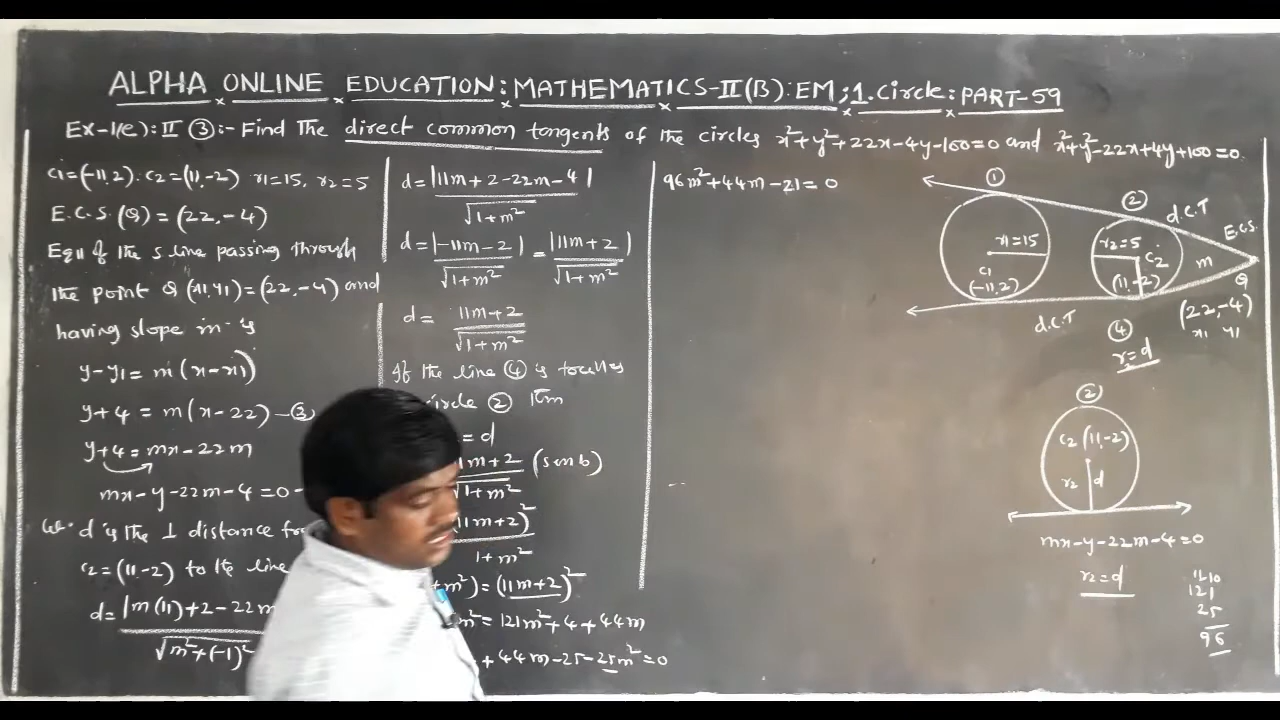 ALPHA ONLINE EDUCATION: MATHEMATICS-II(B): EM; 1. Circle: PART-59
Ex-1(e): II ③:- Find the direct common tangents of the circles x²+y²+22x-4y-100=0 and x²+y²-22x+4y+100=0.
C1=(-11,2). C2=(11,-2) r1=15, r2=5
E.C.S. (Q) = (22,-4)
Eqn of the s.line passing through
the point Q (x1,y1)=(22,-4) and
having slope 'm' is
y-y1 = m (x-x1)
y+4 = m(x-22) -③
y+4 = mx-22m
mx-y-22m-4=0-
d is the ⊥ distance
C2=(11,-2) to the line
d= |m(11)+2-22m
√m²+(-1)²
d= |11m+2-22m-4|
√1+m²
d= |-11m-2| = |11m+2|
√1+m² √1+m²
d= 11m+2
√1+m²
If the line ④ is touches
circle ②
= d
11m+2 (s on b)
√1+m²
(11m+2)²
1+m²
+m²) = (11m+2)²
m² = 121m²+4+44m
+44m-25-25m²=0
96m²+44m-21=0
①
②
d.C.T
E.C.S.
r1=15
r2=5
C1
(-11,2)
C2
(11,-2)
m
Q
(22,-4)
x1 y1
d.C.T
④
r=d
②
C2 (11,-2)
r2 d
mx-y-22m-4=0
r2=d
121
25
96